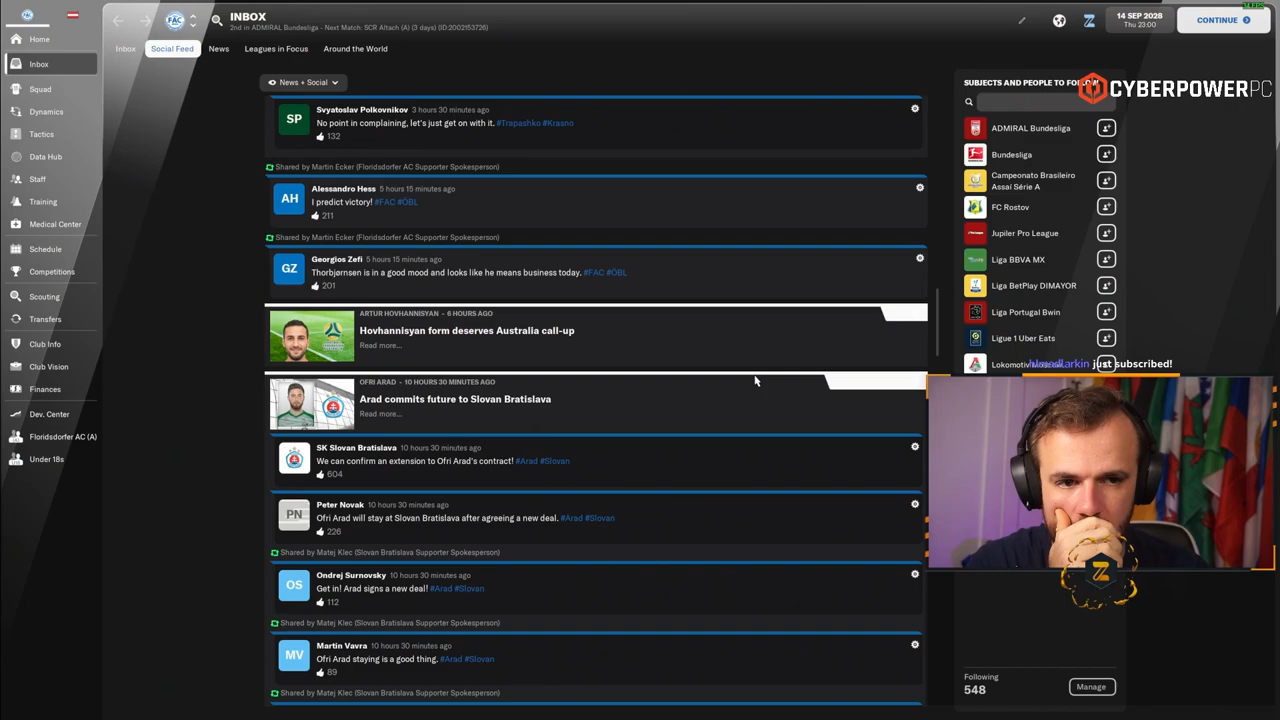 FAC
INBOX
2nd in ADMIRAL Bundesliga - Next Match: SCR Altach (A) (3 days) (ID:2002153726)
14 SEP 2028
Thu 23:00
CONTINUE
Home
Inbox
Squad
Dynamics
Tactics
Data Hub
Staff
Training
Medical Center
Schedule
Competitions
Scouting
Transfers
Club Info
Club Vision
Finances
Dev. Center
Floridsdorfer AC (A)
Under 18s
Inbox
Social Feed
News
Leagues in Focus
Around the World
News + Social
SP
Svyatoslav Polkovnikov 3 hours 30 minutes ago
No point in complaining, let's just get on with it. #Trapashko #Krasno
132
Shared by Martin Ecker (Floridsdorfer AC Supporter Spokesperson)
AH
Alessandro Hess 5 hours 15 minutes ago
I predict victory! #FAC #ÖBL
211
Shared by Martin Ecker (Floridsdorfer AC Supporter Spokesperson)
GZ
Georgios Zefi 5 hours 15 minutes ago
Thorbjørnsen is in a good mood and looks like he means business today. #FAC #ÖBL
201
ARTUR HOVHANNISYAN - 6 HOURS AGO
Hovhannisyan form deserves Australia call-up
Read more...
OFRI ARAD - 10 HOURS 30 MINUTES AGO
Arad commits future to Slovan Bratislava
Read more...
SK Slovan Bratislava 10 hours 30 minutes ago
We can confirm an extension to Ofri Arad's contract! #Arad #Slovan
604
PN
Peter Novak 10 hours 30 minutes ago
Ofri Arad will stay at Slovan Bratislava after agreeing a new deal. #Arad #Slovan
226
Shared by Matej Klec (Slovan Bratislava Supporter Spokesperson)
OS
Ondrej Surnovsky 10 hours 30 minutes ago
Get in! Arad signs a new deal! #Arad #Slovan
112
Shared by Matej Klec (Slovan Bratislava Supporter Spokesperson)
MV
Martin Vavra 10 hours 30 minutes ago
Ofri Arad staying is a good thing. #Arad #Slovan
89
Shared by Matej Klec (Slovan Bratislava Supporter Spokesperson)
SUBJECTS AND PEOPLE TO
CYBERPOWERPC
ADMIRAL Bundesliga
Bundesliga
Campeonato Brasileiro
Assaí Série A
FC Rostov
Jupiler Pro League
Liga BBVA MX
Liga BetPlay DIMAYOR
Liga Portugal Bwin
Ligue 1 Uber Eats
just subscribed!
Following
548
Manage